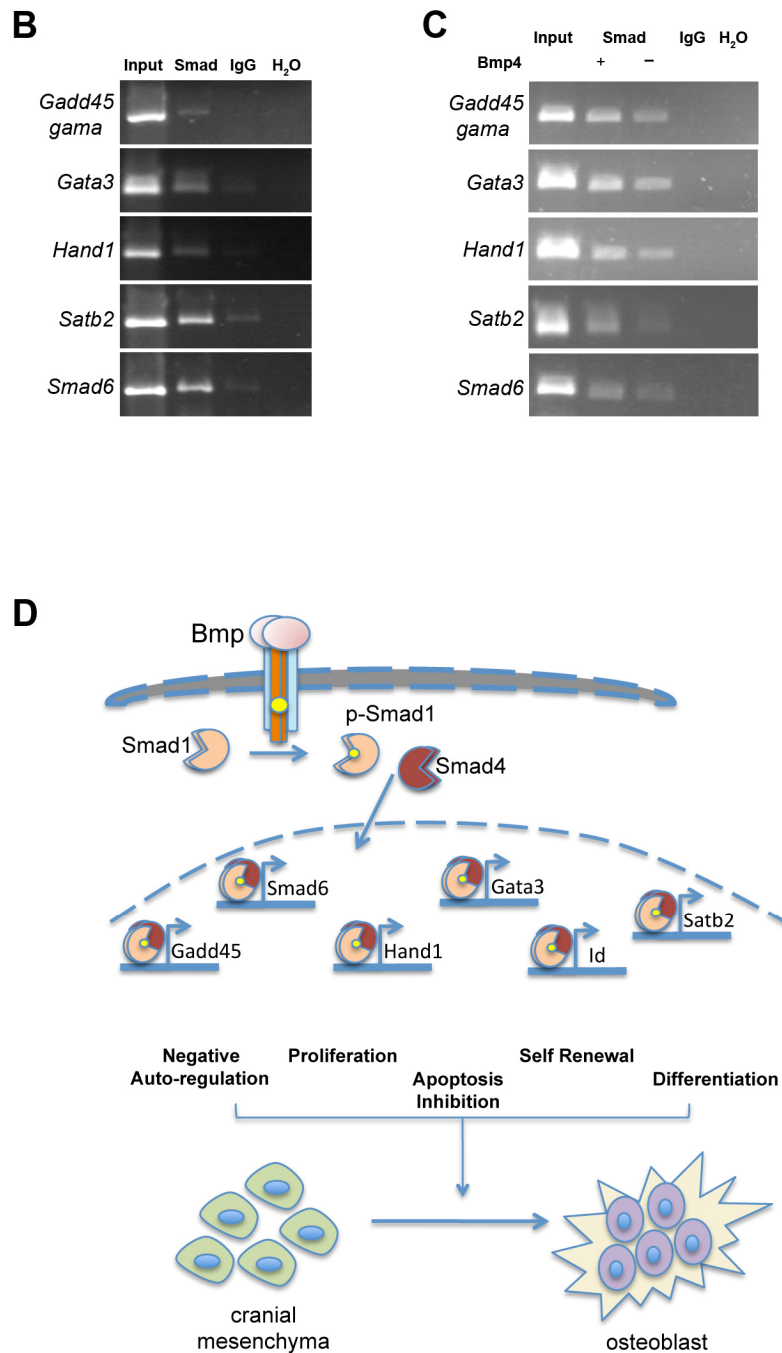 B
Input Smad IgG H2O
Gadd45
gama
Gata3
Hand1
Satb2
Smad6
C
Input Smad IgG H2O
Bmp4 + −
Gadd45
gama
Gata3
Hand1
Satb2
Smad6
D
Bmp
p-Smad1
Smad1
Smad4
Smad6
Gata3
Satb2
Gadd45
Hand1
Id
Negative
Auto-regulation
Proliferation
Apoptosis
Inhibition
Self Renewal
Differentiation
cranial
mesenchyma
osteoblast